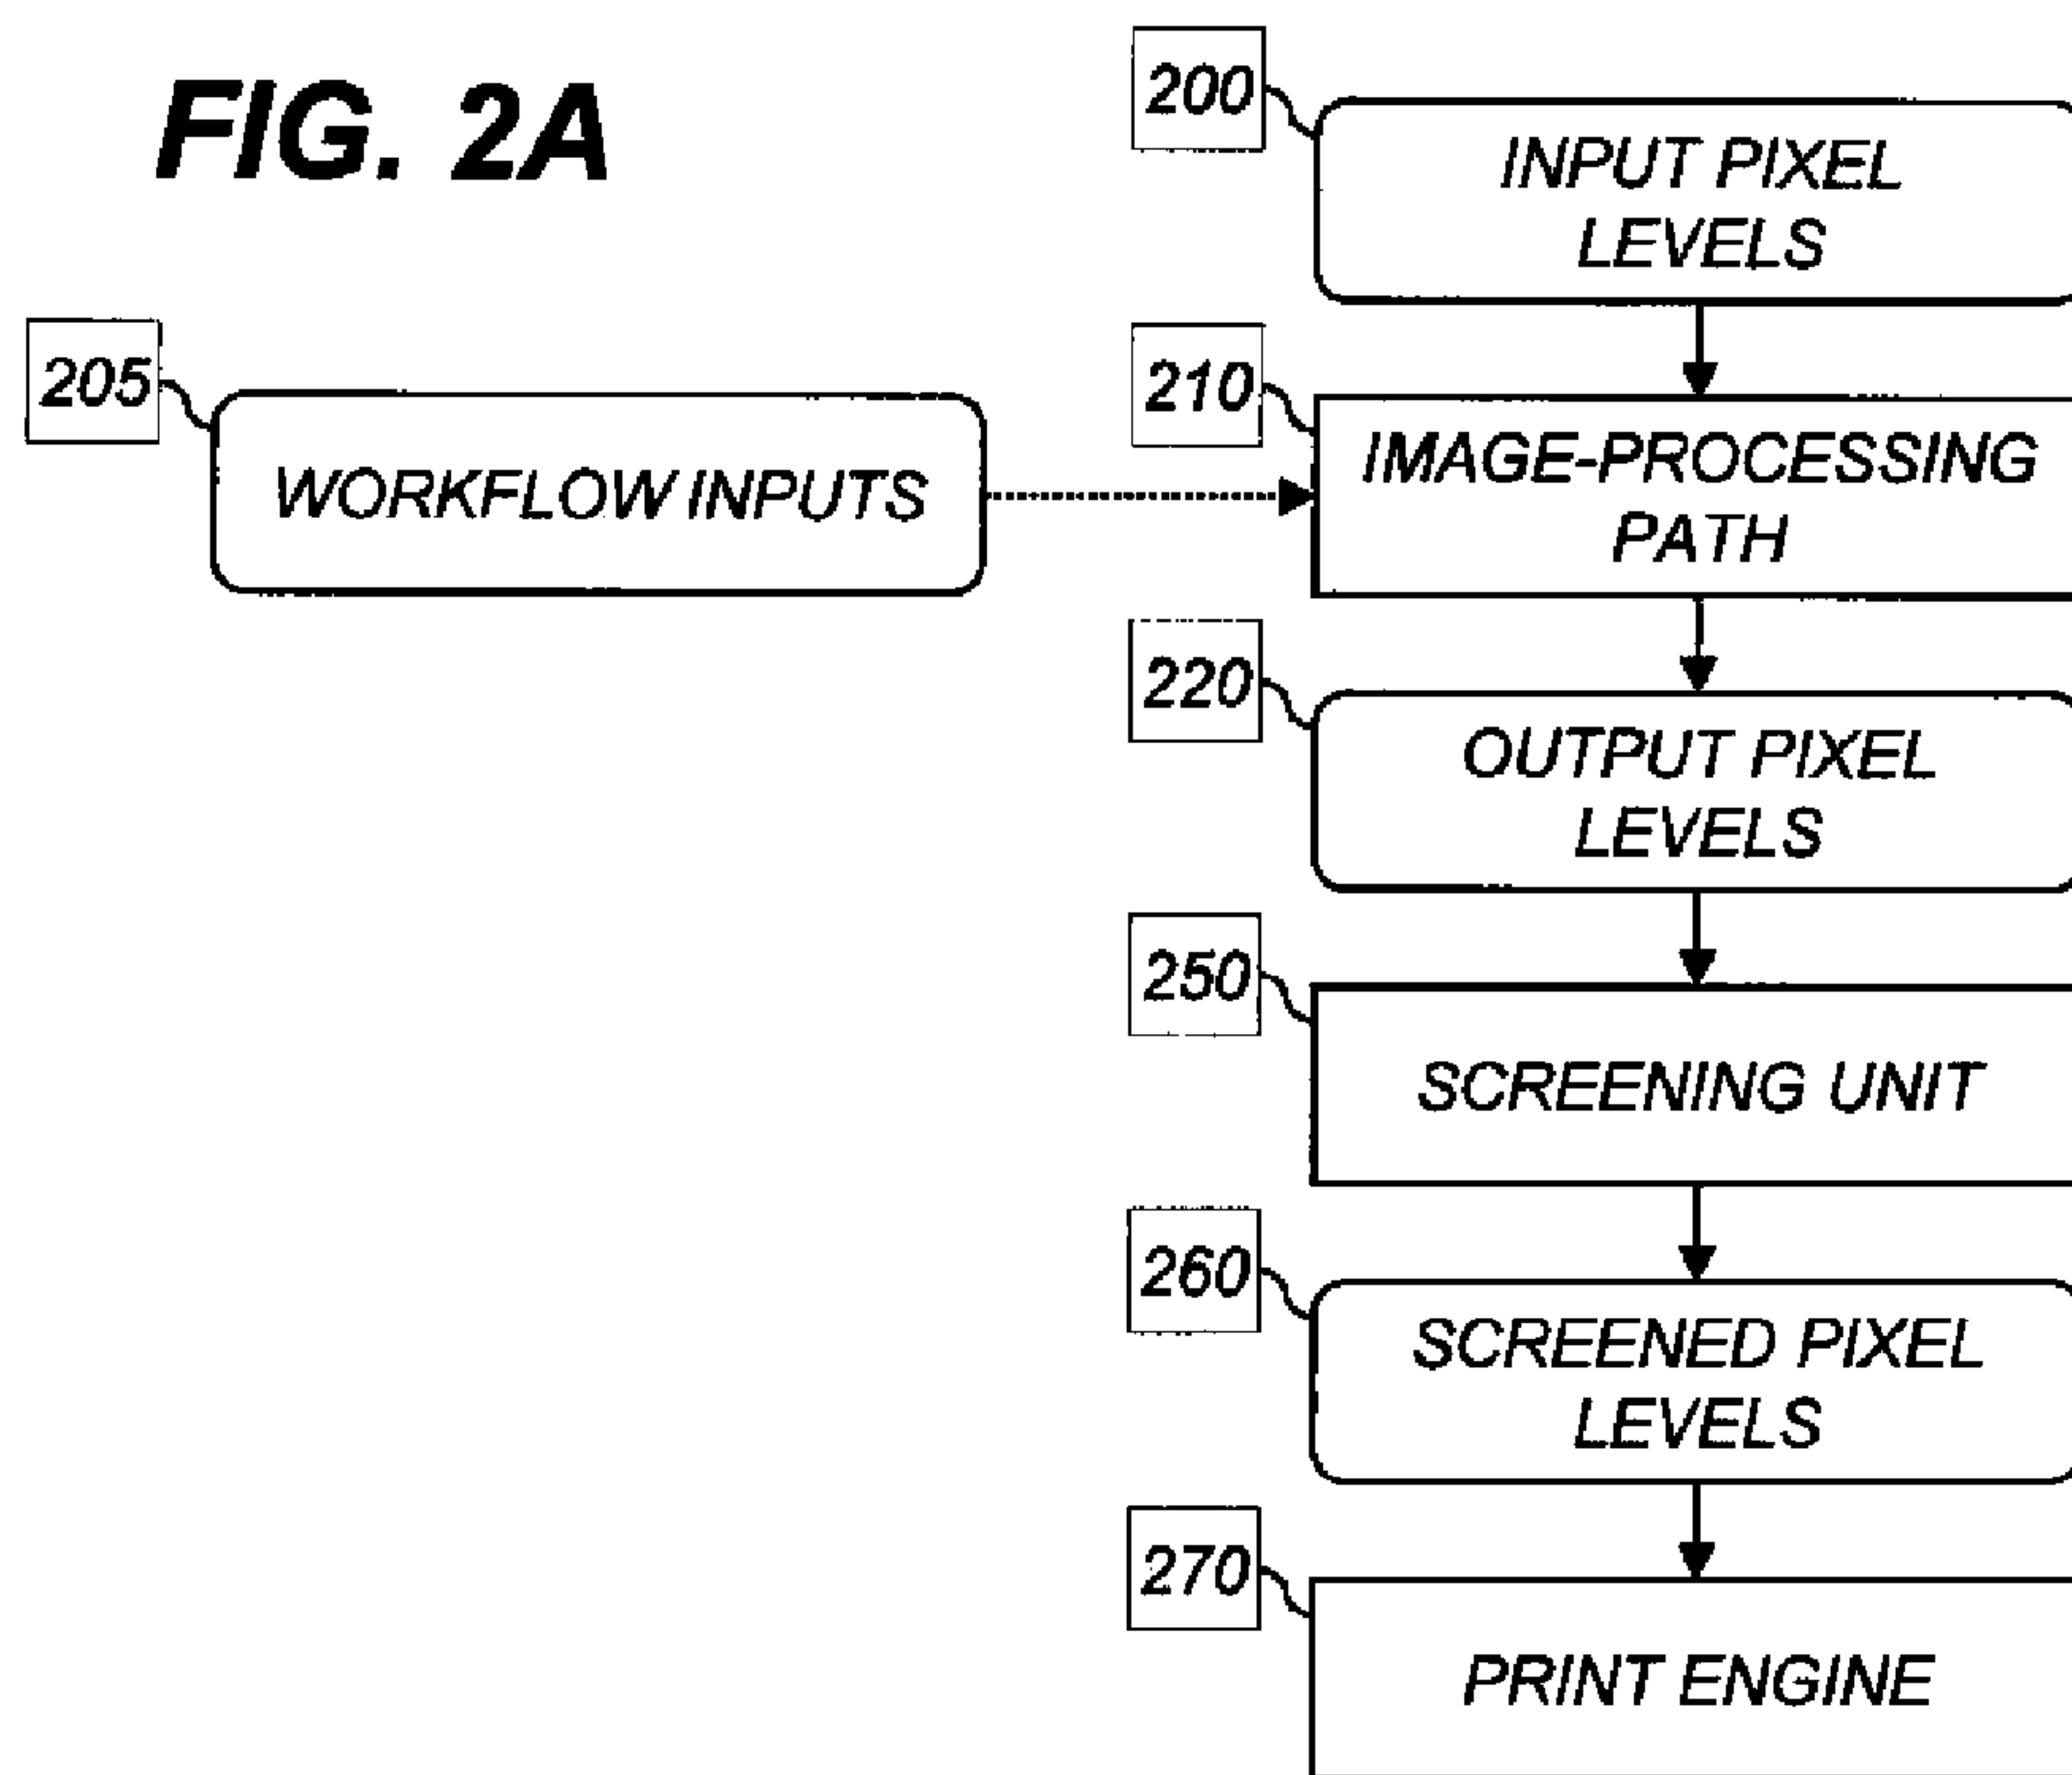 FIG. 2A
200
INPUT PIXEL
LEVELS
205
WORKFLOW INPUTS
210
IMAGE-PROCESSING
PATH
220
OUTPUT PIXEL
LEVELS
250
SCREENING UNIT
260
SCREENED PIXEL
LEVELS
270
PRINT ENGINE